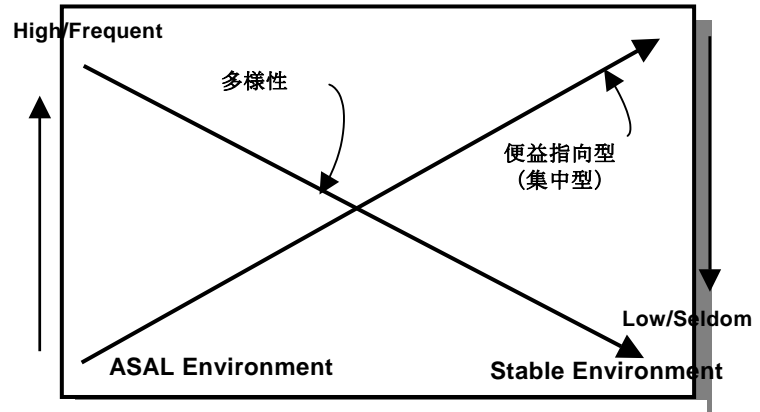 High/Frequent
多様性
便益指向型
(集中型)
Low/Seldom
ASAL Environment
Stable Environment